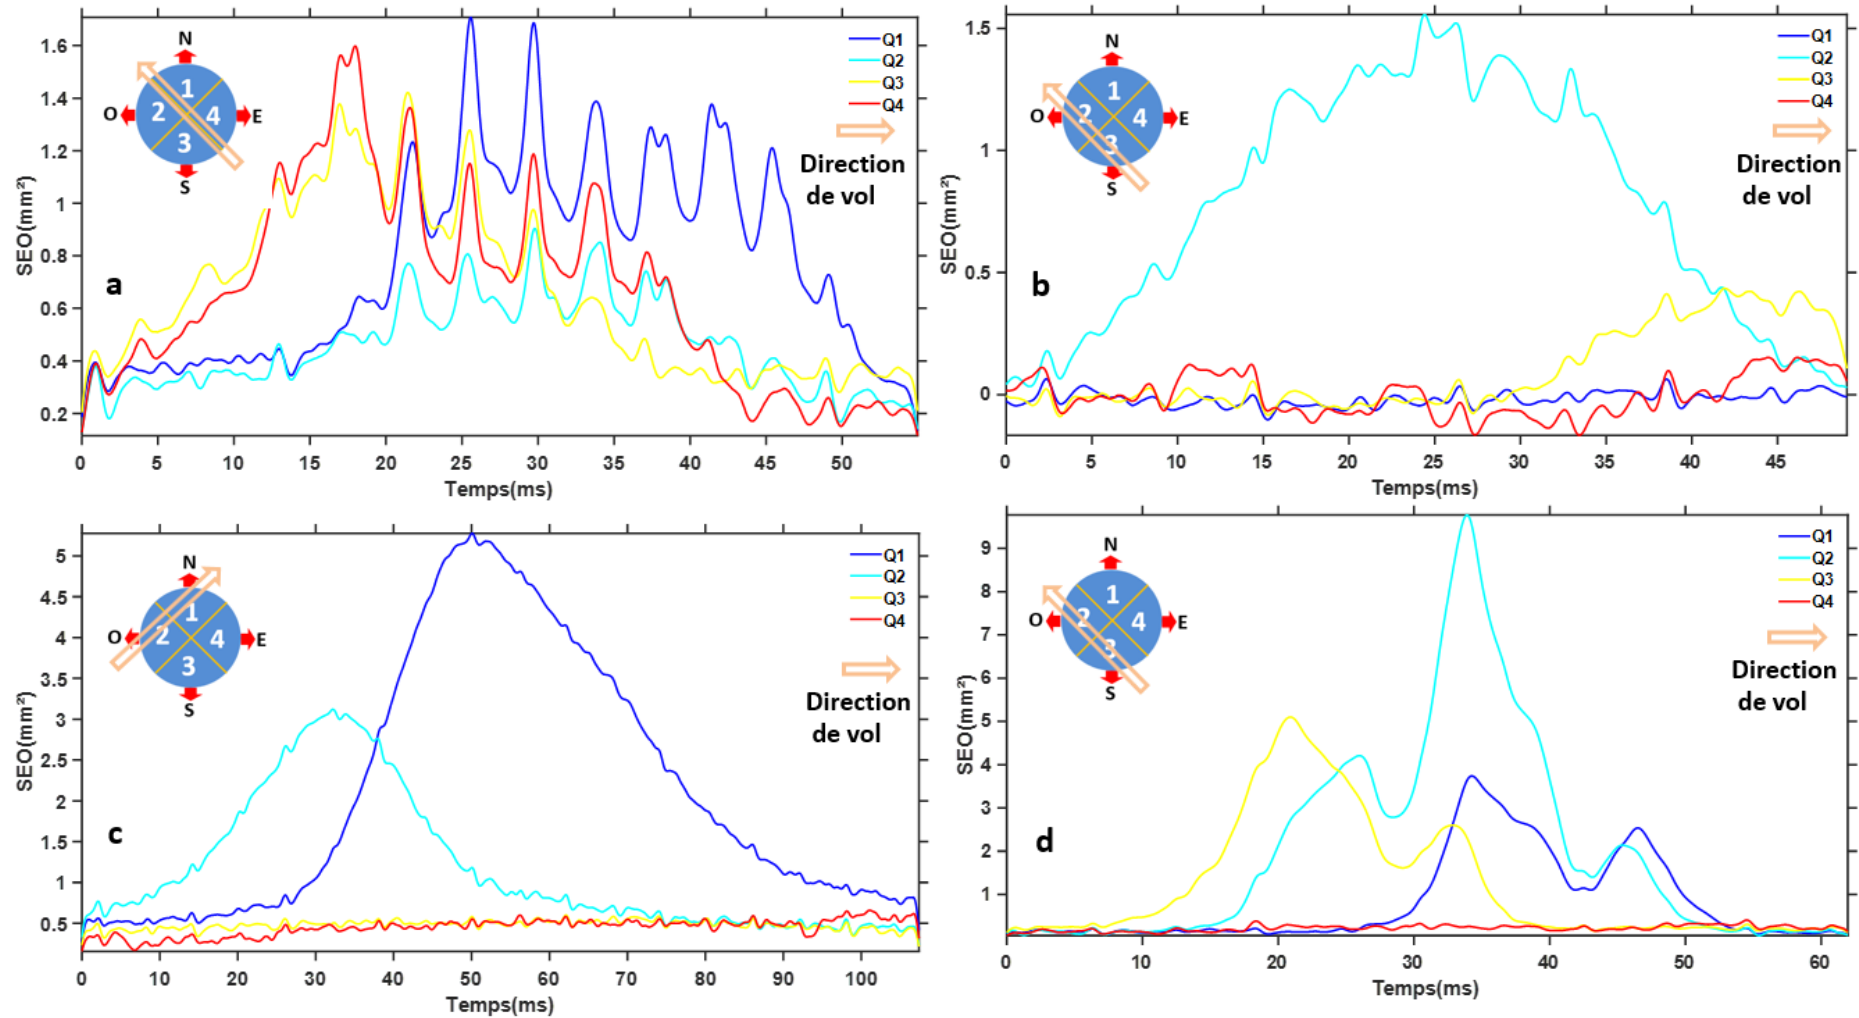 1.6
1.4
1.2
1
0.8
0.6
0.4
0.2
SEO(mm²)
N
O
E
S
1
2
3
4
a
Q1
Q2
Q3
Q4
Direction
de vol
0 5 10 15 20 25 30 35 40 45 50
Temps(ms)
1.5
1
0.5
0
SEO(mm²)
N
O
E
S
1
2
3
4
b
Q1
Q2
Q3
Q4
Direction
de vol
0 5 10 15 20 25 30 35 40 45
Temps(ms)
5
4.5
4
3.5
3
2.5
2
1.5
1
0.5
SEO(mm²)
N
O
E
S
1
2
3
4
c
Q1
Q2
Q3
Q4
Direction
de vol
0 10 20 30 40 50 60 70 80 90 100
Temps(ms)
9
8
7
6
5
4
3
2
1
SEO(mm²)
N
O
E
S
1
2
3
4
d
Q1
Q2
Q3
Q4
Direction
de vol
0 10 20 30 40 50 60
Temps(ms)